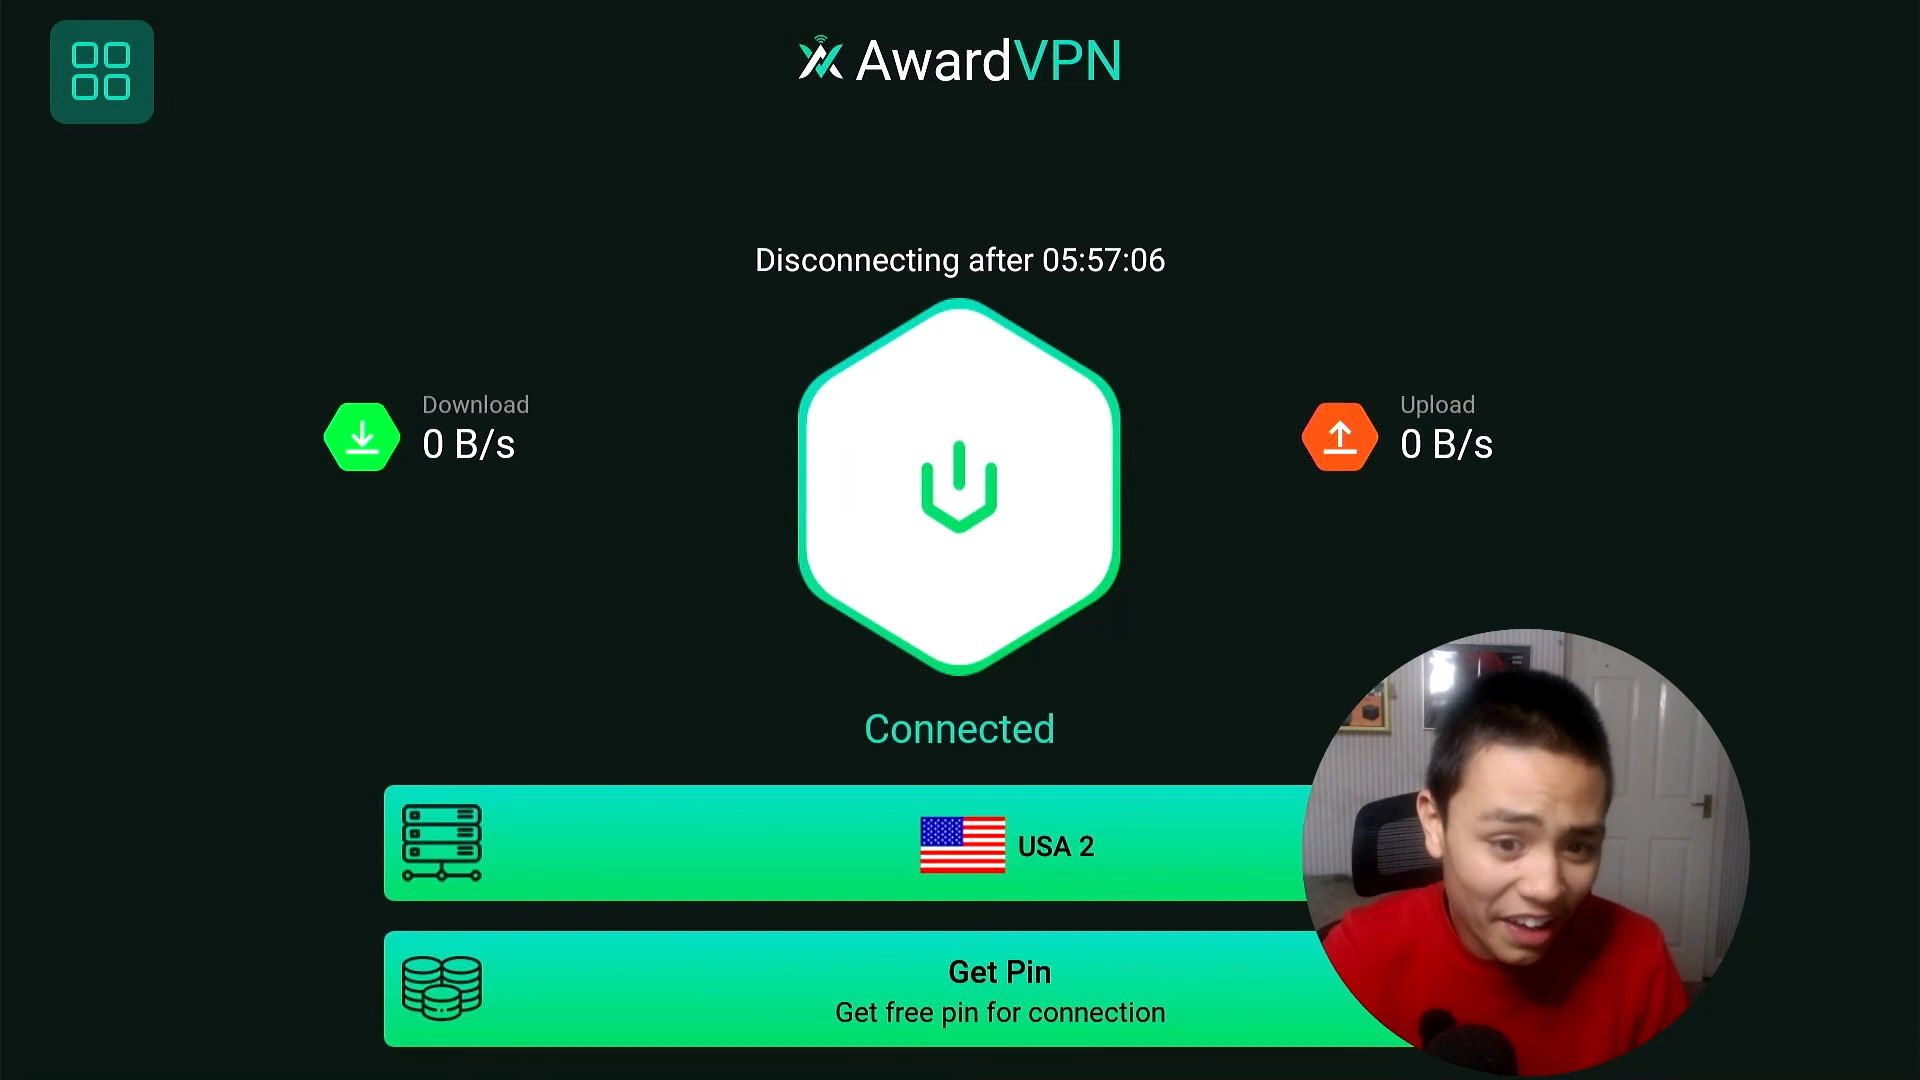 AwardVPN
Disconnecting after 05:57:06
Download
0 B/s
Upload
0 B/s
Connected
USA 2
Get Pin
Get free pin for connection